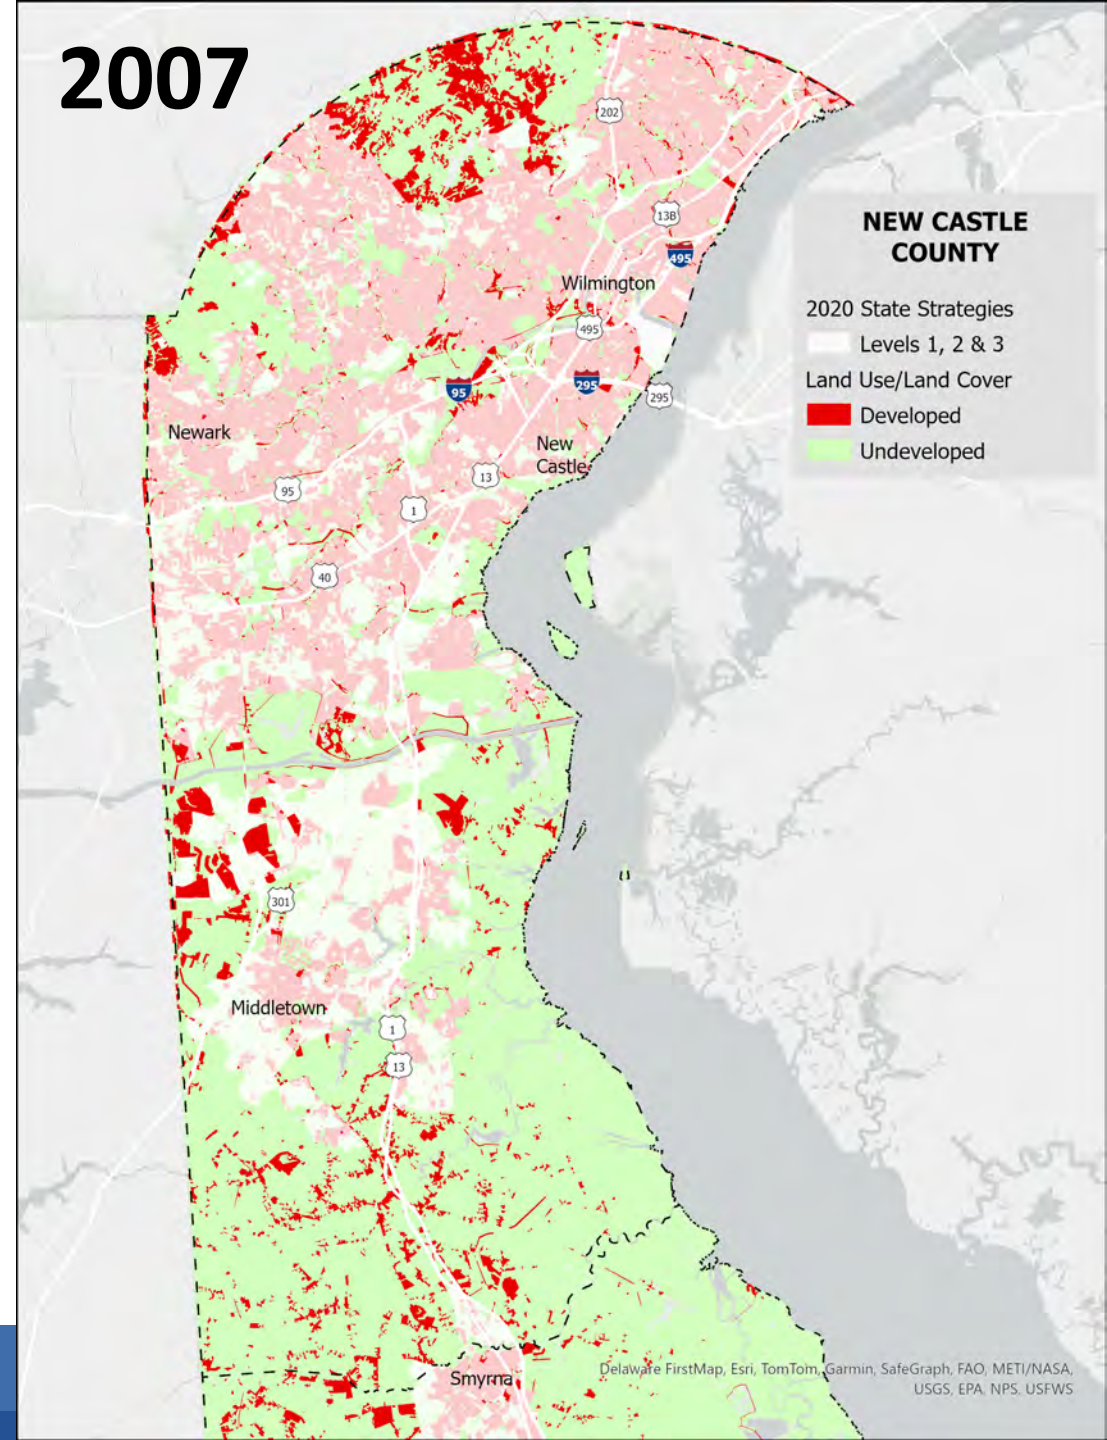 2007
202
13B
495
Wilmington
495
95
295
295
Newark
New
Castle
13
95
1
40
301
Middletown
1
13
Smyrna
NEW CASTLE
COUNTY
2020 State Strategies
Levels 1, 2 & 3
Land Use/Land Cover
Developed
Undeveloped
Delaware FirstMap, Esri, TomTom, Garmin, SafeGraph, FAO, METI/NASA,
USGS, EPA, NPS, USFWS